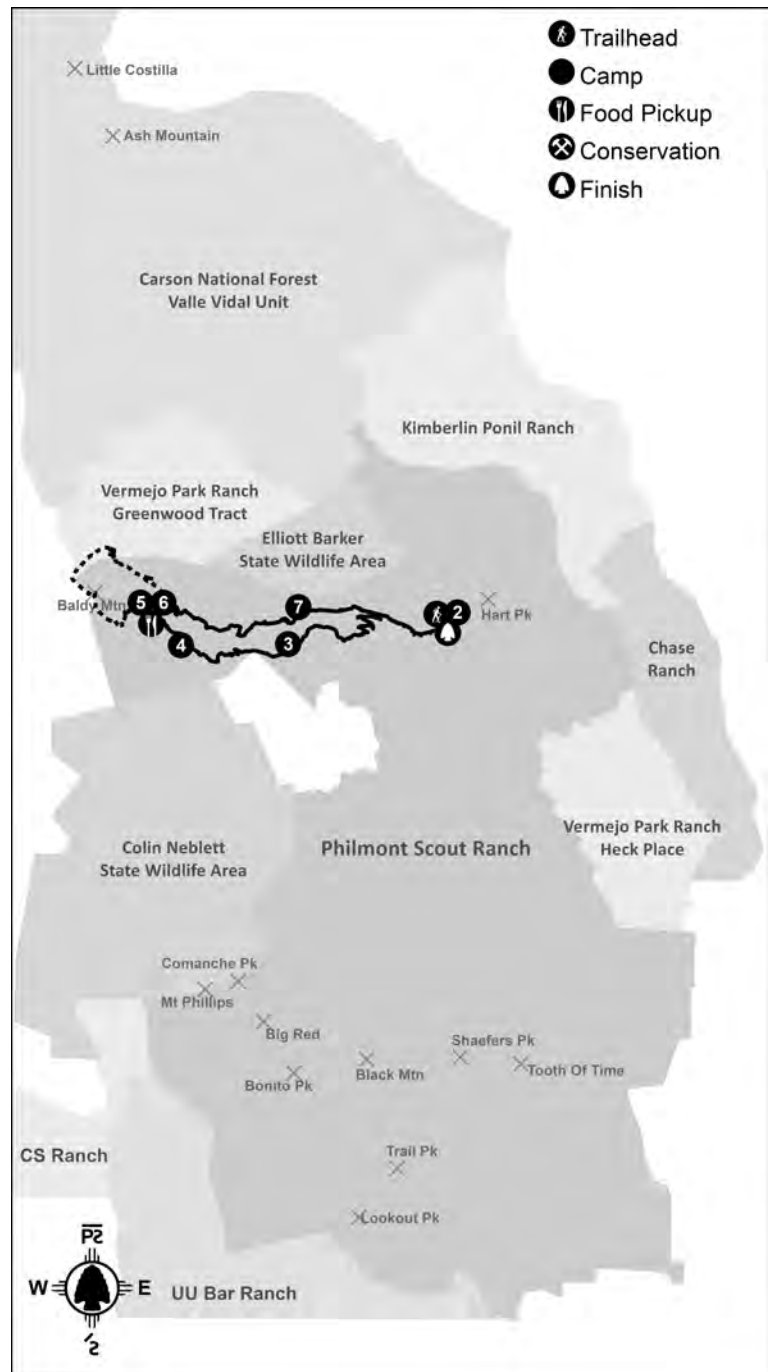 Trailhead
Camp
Food Pickup
Conservation
Finish
Little Costilla
Ash Mountain
Carson National Forest
Valle Vidal Unit
Kimberlin Ponil Ranch
Vermejo Park Ranch
Greenwood Tract
Elliott Barker
State Wildlife Area
Baldy Mtn
5
6
7
2
Hart Pk
4
3
Chase
Ranch
Colin Neblett
State Wildlife Area
Philmont Scout Ranch
Vermejo Park Ranch
Heck Place
Comanche Pk
Mt Phillips
Big Red
Bonito Pk
Black Mtn
Shaefers Pk
Tooth Of Time
Trail Pk
Lookout Pk
CS Ranch
UU Bar Ranch
W
E